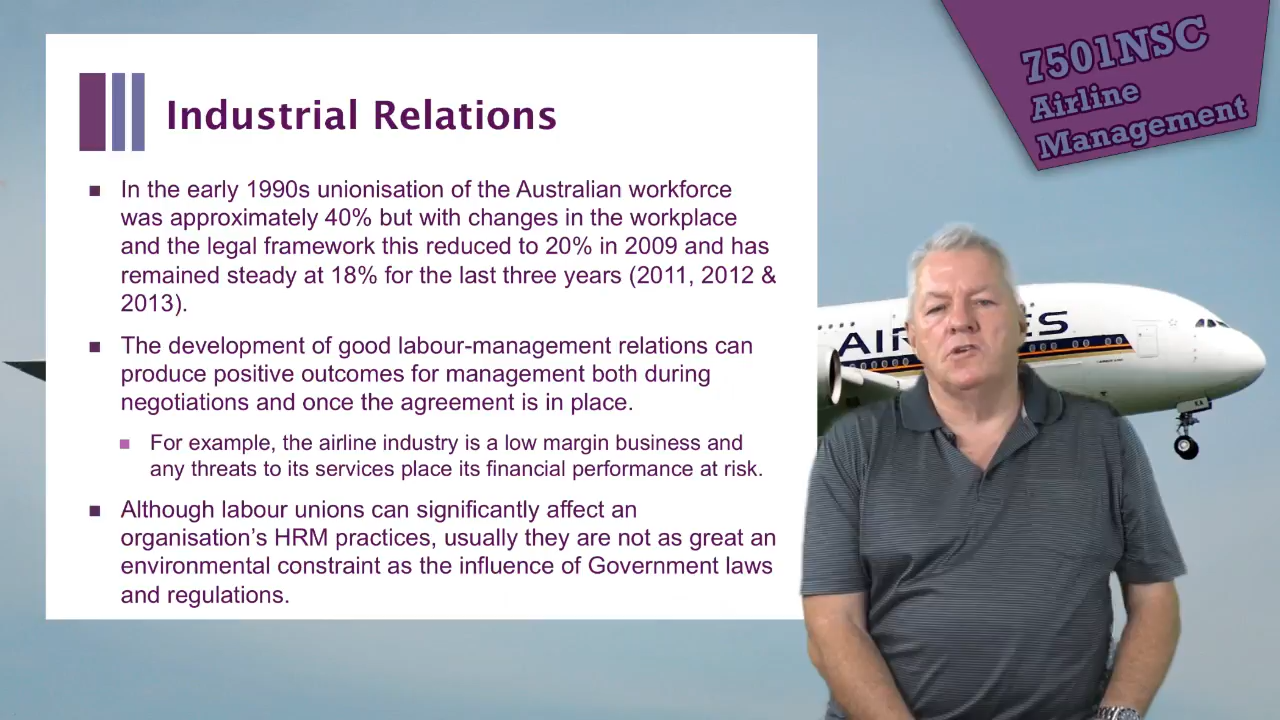 7501NSC
Airline
Management
Industrial Relations
In the early 1990s unionisation of the Australian workforce
was approximately 40% but with changes in the workplace
and the legal framework this reduced to 20% in 2009 and has
remained steady at 18% for the last three years (2011, 2012 &
2013).
The development of good labour-management relations can
produce positive outcomes for management both during
negotiations and once the agreement is in place.
For example, the airline industry is a low margin business and
any threats to its services place its financial performance at risk.
Although labour unions can significantly affect an
organisation's HRM practices, usually they are not as great an
environmental constraint as the influence of Government laws
and regulations.